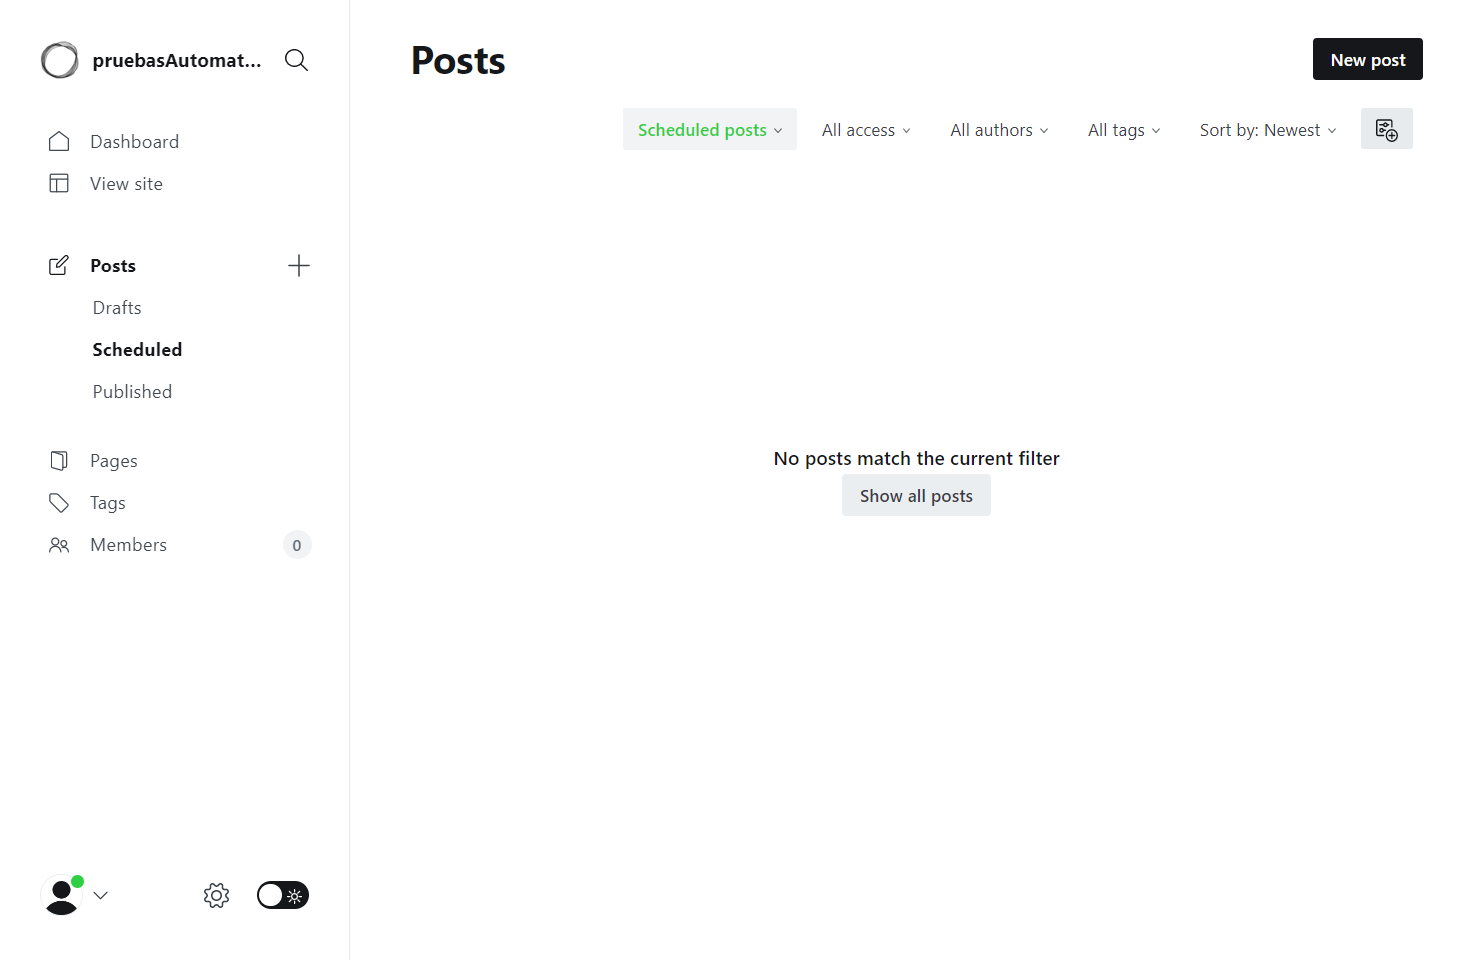 pruebasAutomat...
Dashboard
View site
Posts
Drafts
Scheduled
Published
Pages
Tags
Members
0
Posts
New post
Scheduled posts
All access
All authors
All tags
Sort by: Newest
No posts match the current filter
Show all posts